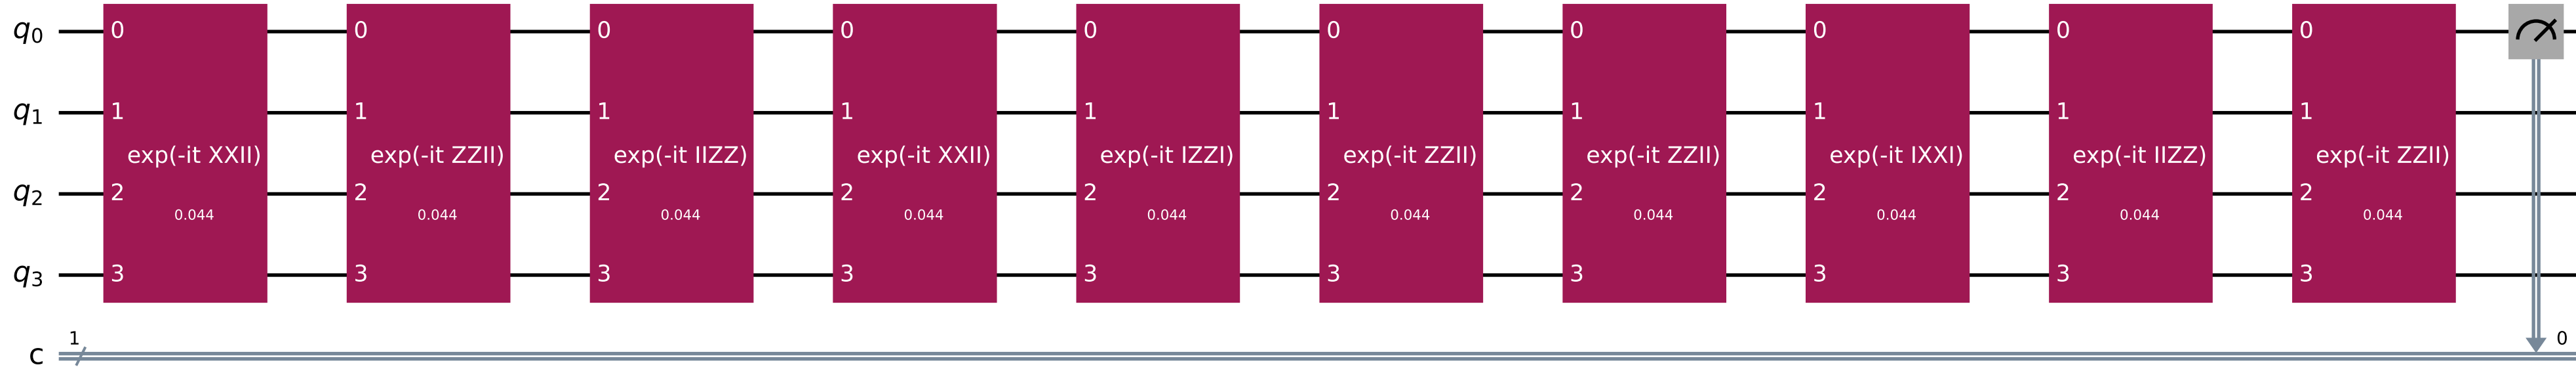 q0 0 0 0 0 0 0 0 0 0 0
q1 1 1 1 1 1 1 1 1 1 1
exp(-it XXII) exp(-it ZZII) exp(-it IIZZ) exp(-it XXII) exp(-it IZZI) exp(-it ZZII) exp(-it ZZII) exp(-it IXXI) exp(-it IIZZ) exp(-it ZZII)
q2 2 2 2 2 2 2 2 2 2 2
0.044 0.044 0.044 0.044 0.044 0.044 0.044 0.044 0.044 0.044
q3 3 3 3 3 3 3 3 3 3 3
1 0
c